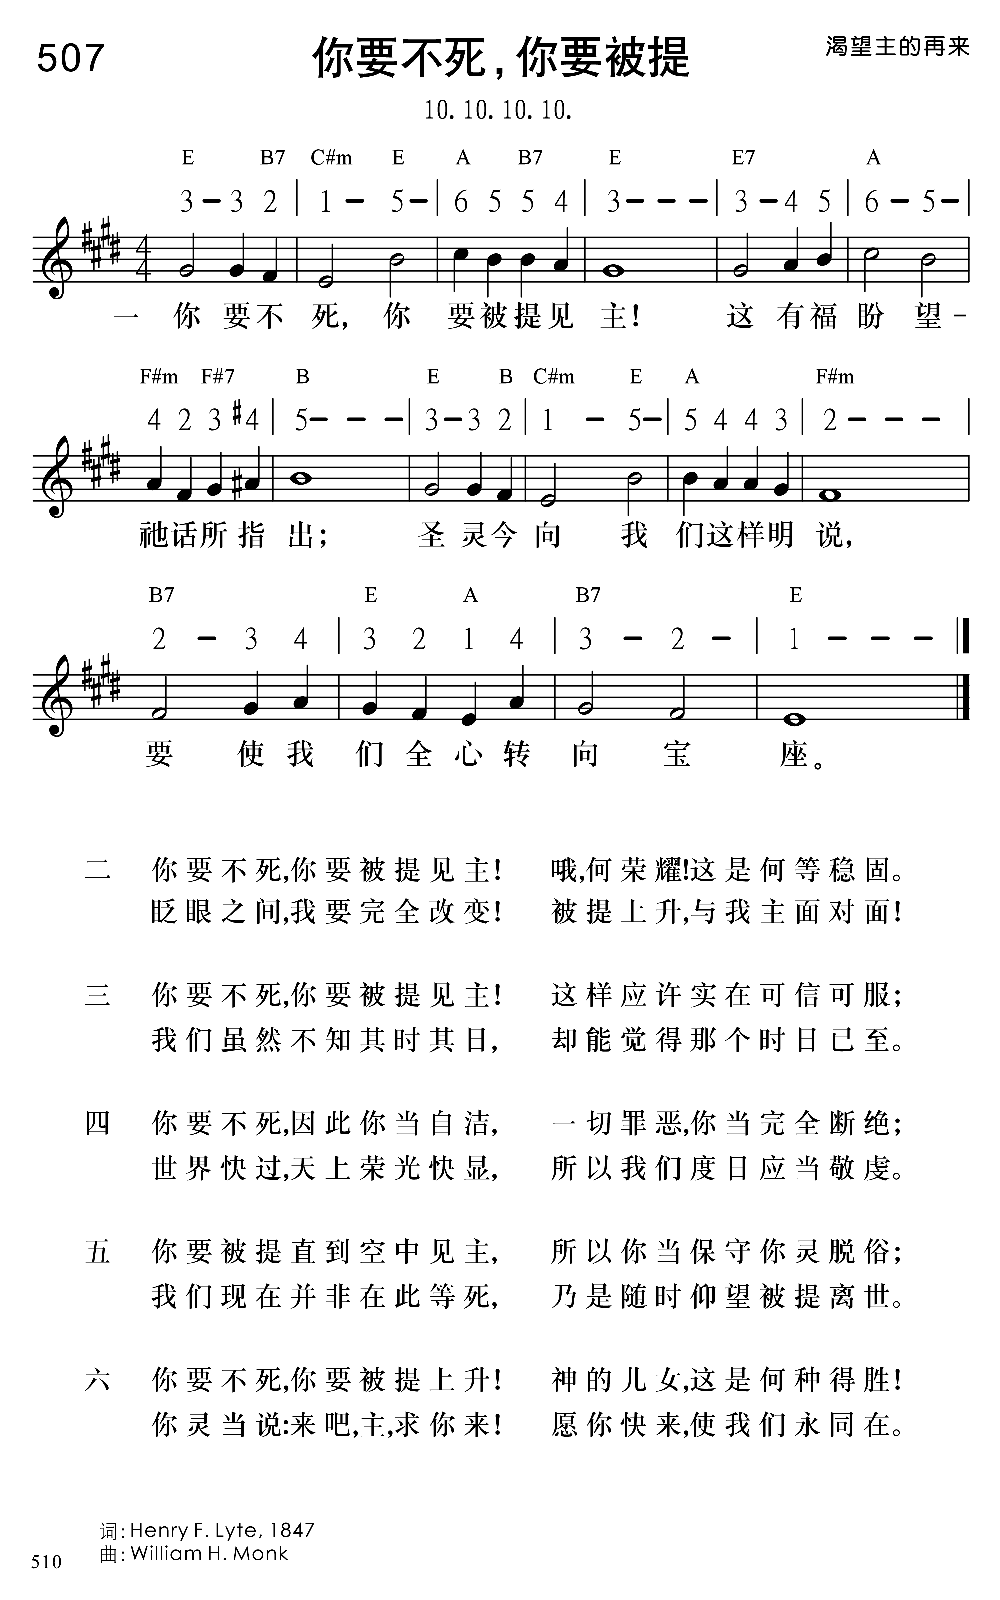 507
你要不死，你要被提
渴望主的再来
10. 10. 10. 10.
E B7 C#m E A B7 E E7 A
3 - 3 2 | 1 - 5 - | 6 5 5 4 | 3 - - - | 3 - 4 5 | 6 - 5 - |
4/4
一 你 要 不 死， 你 要 被 提 见 主！ 这 有 福 盼 望 -
F#m F#7 B E B C#m E A F#m
4 2 3 #4 | 5 - - - | 3 - 3 2 | 1 - 5 - | 5 4 4 3 | 2 - - - |
祂 话 所 指 出； 圣 灵 今 向 我 们 这 样 明 说，
B7 E A B7 E
2 - 3 4 | 3 2 1 4 | 3 - 2 - | 1 - - - ‖
要 使 我 们 全 心 转 向 宝 座。
二 你要不死,你要被提见主! 哦,何荣耀!这是何等稳固。
眨眼之间,我要完全改变! 被提上升,与我主面对面!
三 你要不死,你要被提见主! 这样应许实在可信可服；
我们虽然不知其时其日， 却能觉得那个时日已至。
四 你要不死,因此你当自洁， 一切罪恶,你当完全断绝；
世界快过,天上荣光快显， 所以我们度日应当敬虔。
五 你要被提直到空中见主， 所以你当保守你灵脱俗；
我们现在并非在此等死， 乃是随时仰望被提离世。
六 你要不死,你要被提上升! 神的儿女,这是何种得胜!
你灵当说:来吧,主,求你来! 愿你快来,使我们永同在。
词: Henry F. Lyte, 1847
曲: William H. Monk
510